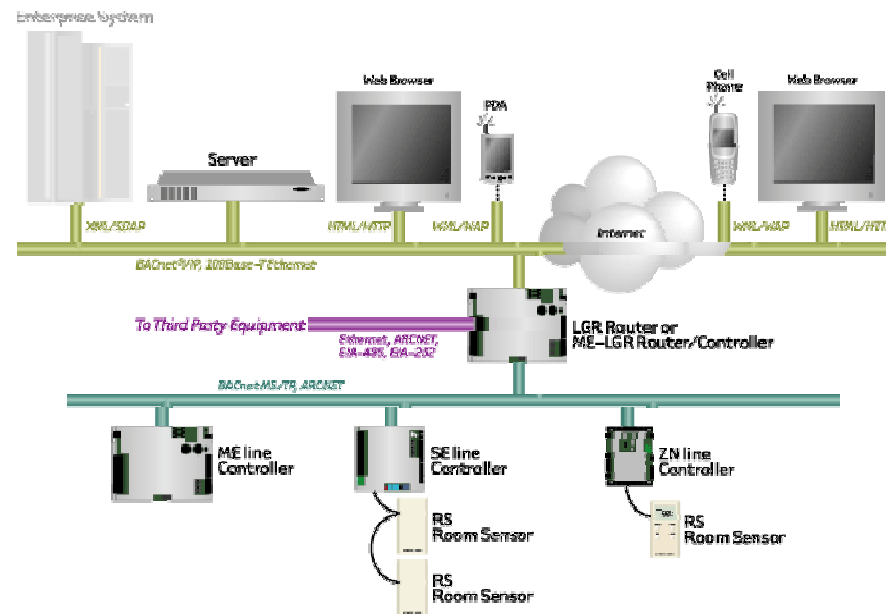 Enterprise System
Web Browser
PDA
Cell
Phone
Web Browser
Server
XML/SOAP
HTML/HTTP
WML/WAP
Internet
WML/WAP
HTML/HTT
BACnet®/IP, 100Base-T Ethernet
To Third Party Equipment
Ethernet, ARCNET,
EIA-485, EIA-232
LGR Router or
ME-LGR Router/Controller
BACnet MS/TP, ARCNET
ME line
Controller
SE line
Controller
ZN line
Controller
RS
Room Sensor
RS
Room Sensor
RS
Room Sensor